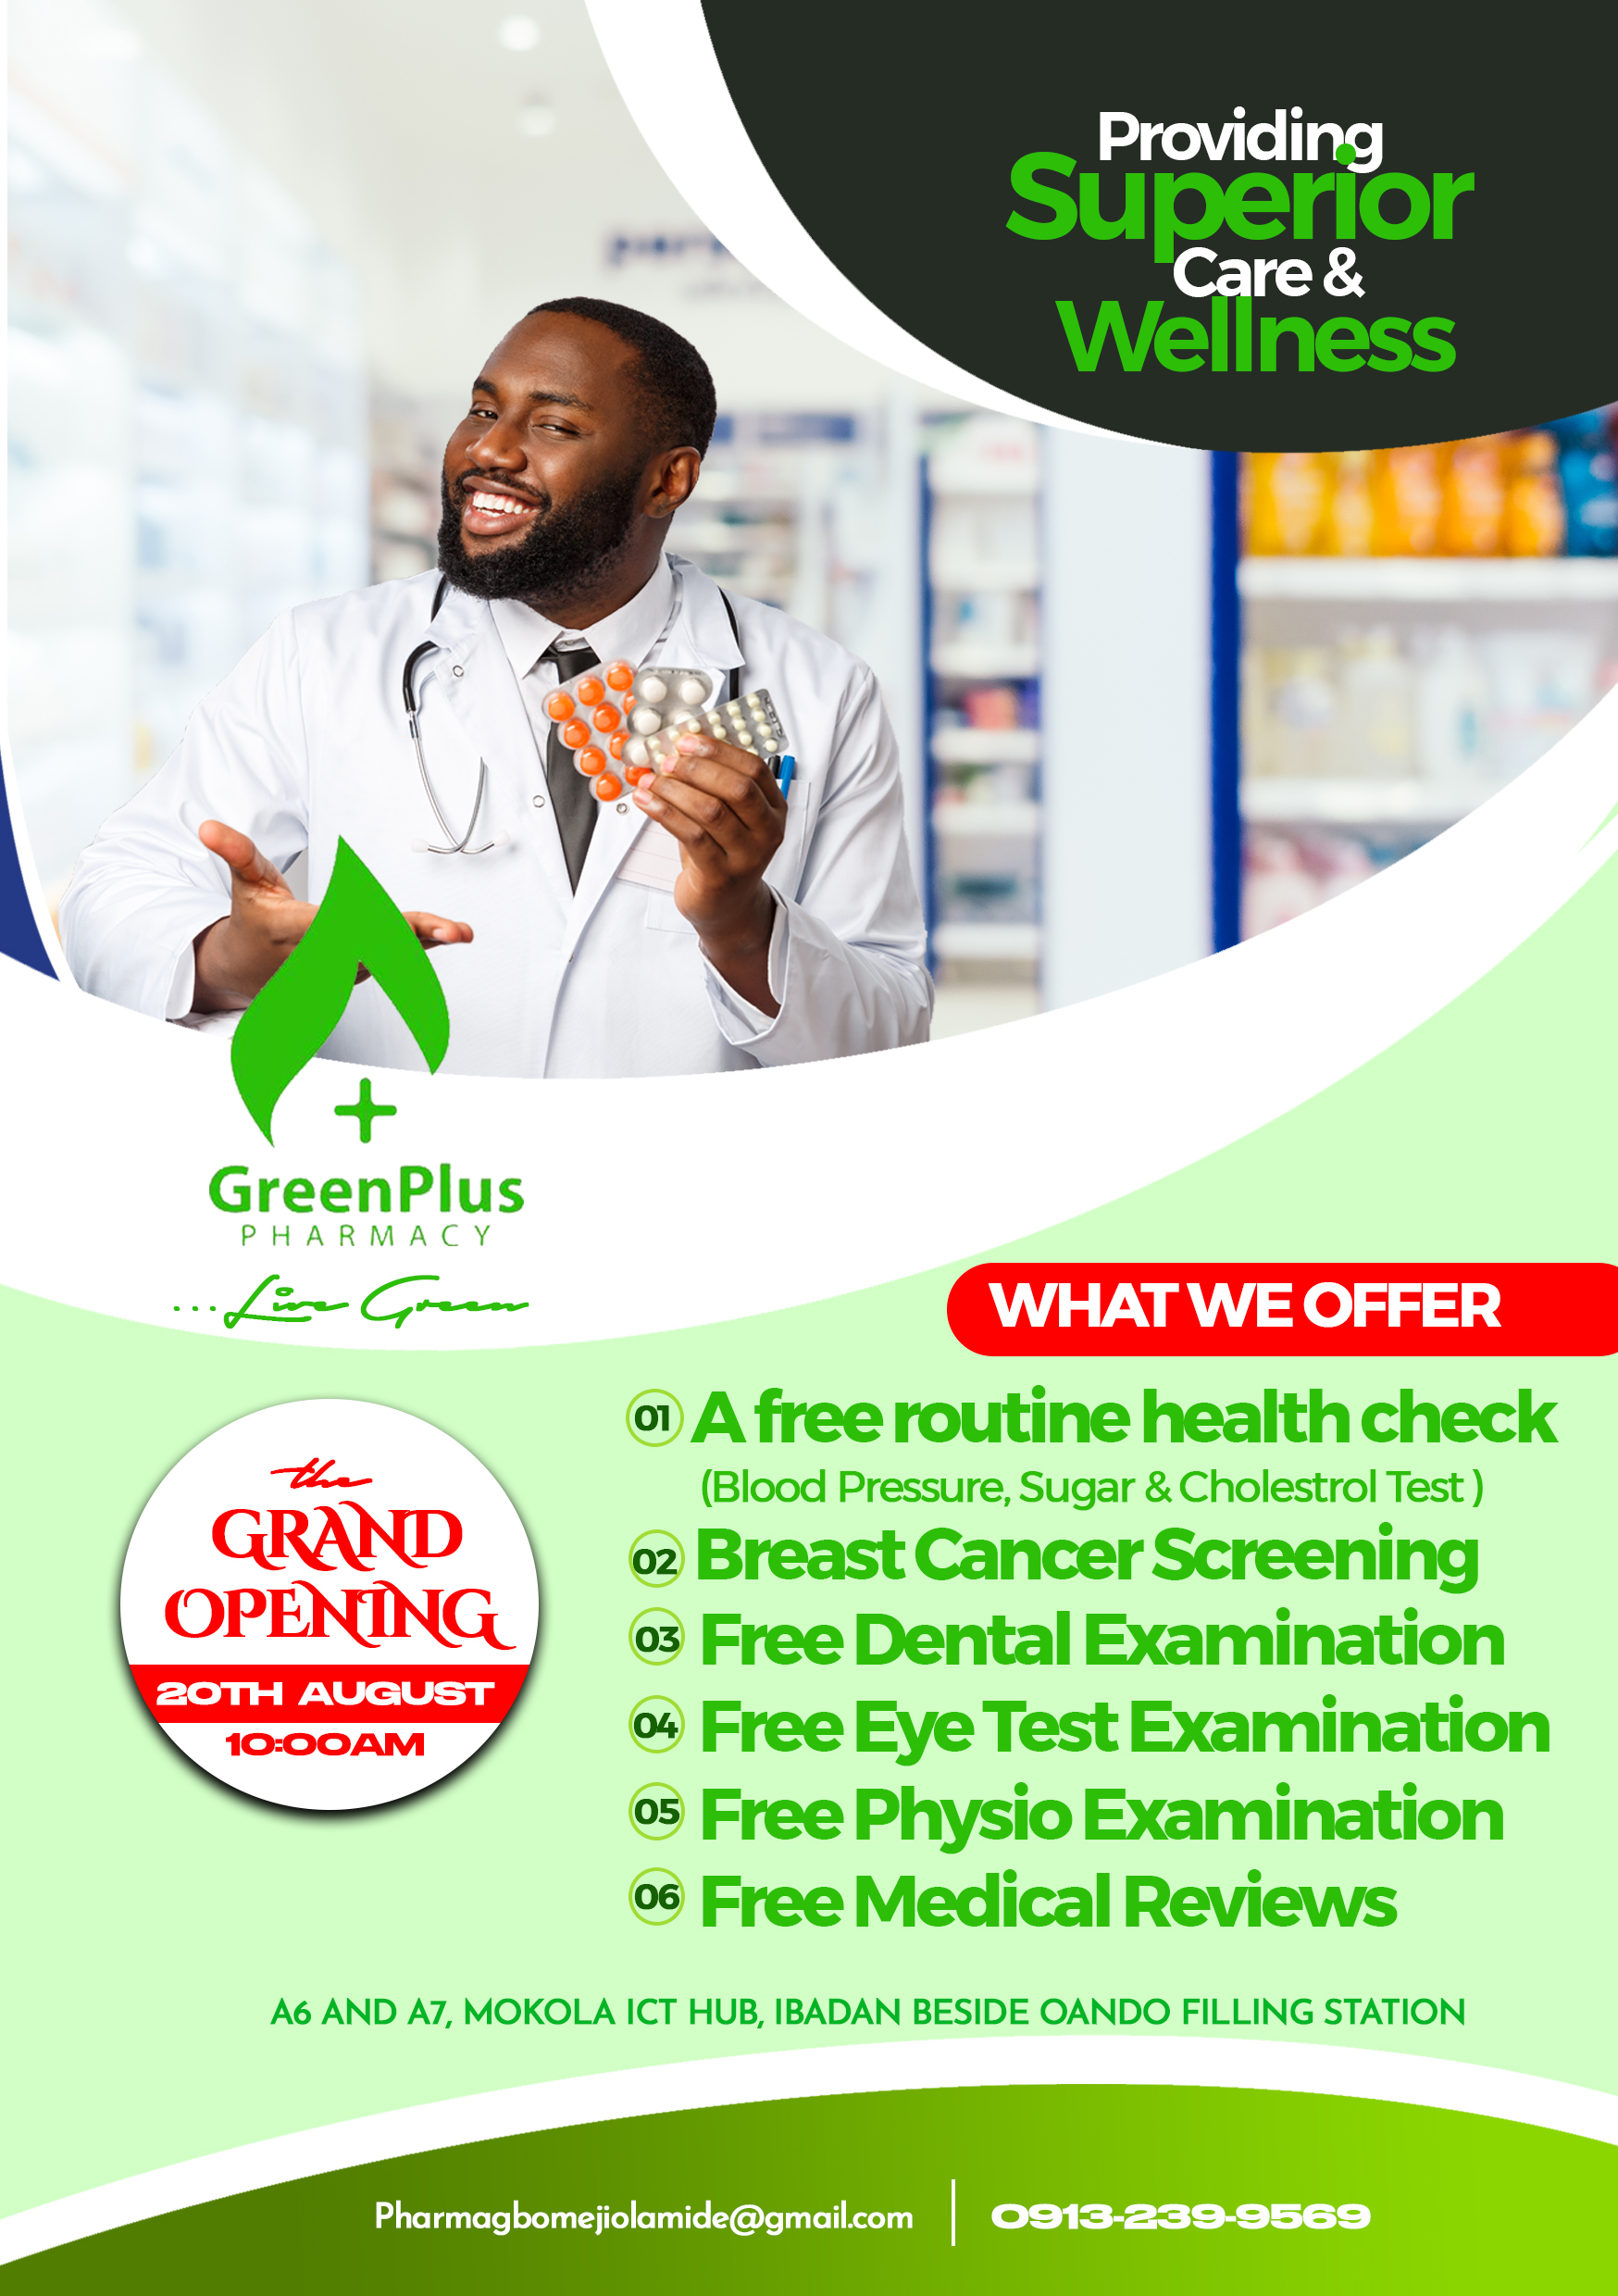 Providing
Superior
Care &
Wellness
GreenPlus
PHARMACY
...Live Green
WHAT WE OFFER
01 A free routine health check
(Blood Pressure, Sugar & Cholestrol Test )
02 Breast Cancer Screening
03 Free Dental Examination
04 Free Eye Test Examination
05 Free Physio Examination
06 Free Medical Reviews
the
GRAND
OPENING
20TH AUGUST
10:00AM
A6 AND A7, MOKOLA ICT HUB, IBADAN BESIDE OANDO FILLING STATION
Pharmagbomejiolamide@gmail.com
0913-239-9569